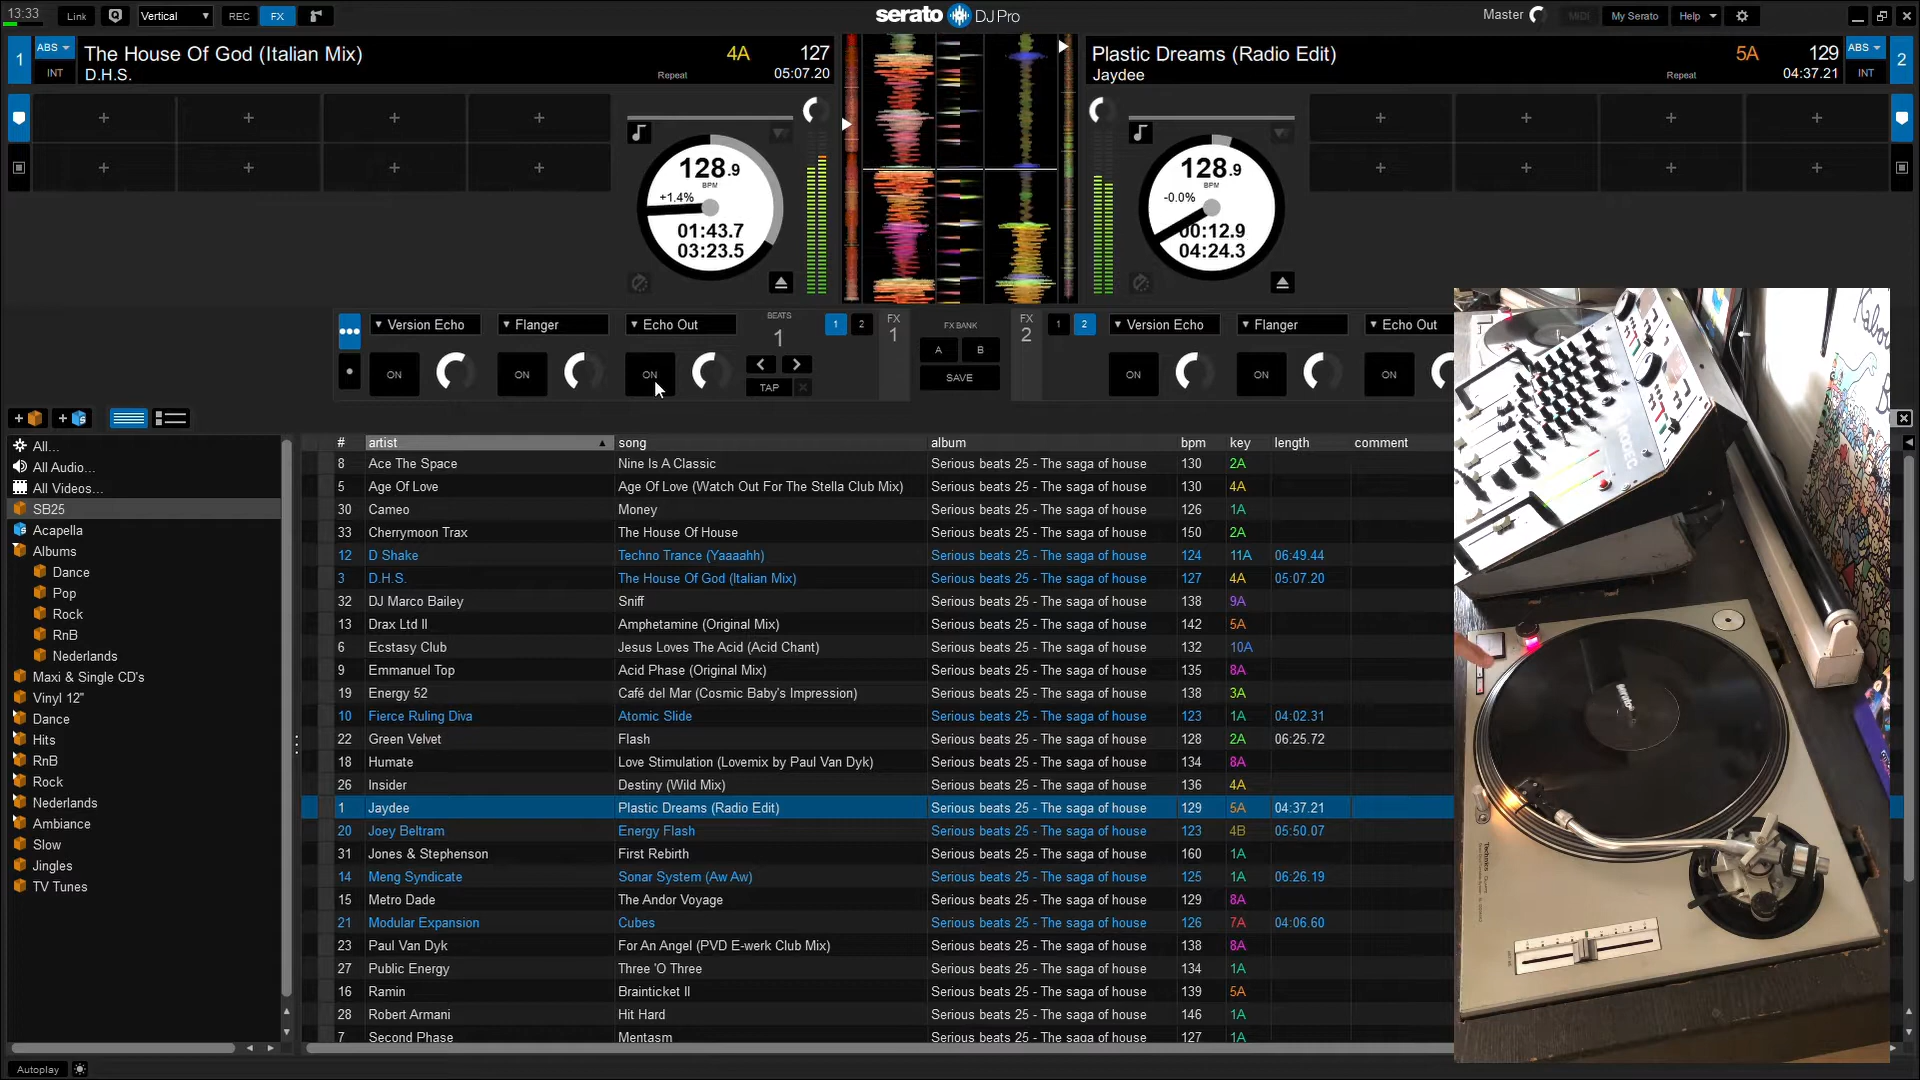 13:33 Link Vertical REC FX serato DJ Pro Master MIDI My Serato Help
1 ABS INT The House Of God (Italian Mix) 4A 127
D.H.S. Repeat 05:07.20
Plastic Dreams (Radio Edit) 5A 129 ABS INT 2
Jaydee Repeat 04:37.21
128.9 BPM
+1.4%
01:43.7
03:23.5
128.9 BPM
-0.0%
00:12.9
04:24.3
Version Echo Flanger Echo Out BEATS 1 1 2 FX 1
ON ON ON TAP
FX BANK A B SAVE
FX 2 1 2 Version Echo Flanger Echo Out
ON ON ON
All...
All Audio...
All Videos...
SB25
Acapella
Albums
Dance
Pop
Rock
RnB
Nederlands
Maxi & Single CD's
Vinyl 12"
Dance
Hits
RnB
Rock
Nederlands
Ambiance
Slow
Jingles
TV Tunes
# artist song album bpm key length comment
8 Ace The Space Nine Is A Classic Serious beats 25 - The saga of house 130 2A
5 Age Of Love Age Of Love (Watch Out For The Stella Club Mix) Serious beats 25 - The saga of house 130 4A
30 Cameo Money Serious beats 25 - The saga of house 126 1A
33 Cherrymoon Trax The House Of House Serious beats 25 - The saga of house 150 2A
12 D Shake Techno Trance (Yaaaahh) Serious beats 25 - The saga of house 124 11A 06:49.44
3 D.H.S. The House Of God (Italian Mix) Serious beats 25 - The saga of house 127 4A 05:07.20
32 DJ Marco Bailey Sniff Serious beats 25 - The saga of house 138 9A
13 Drax Ltd II Amphetamine (Original Mix) Serious beats 25 - The saga of house 142 5A
6 Ecstasy Club Jesus Loves The Acid (Acid Chant) Serious beats 25 - The saga of house 132 10A
9 Emmanuel Top Acid Phase (Original Mix) Serious beats 25 - The saga of house 135 8A
19 Energy 52 Café del Mar (Cosmic Baby's Impression) Serious beats 25 - The saga of house 138 3A
10 Fierce Ruling Diva Atomic Slide Serious beats 25 - The saga of house 123 1A 04:02.31
22 Green Velvet Flash Serious beats 25 - The saga of house 128 2A 06:25.72
18 Humate Love Stimulation (Lovemix by Paul Van Dyk) Serious beats 25 - The saga of house 134 8A
26 Insider Destiny (Wild Mix) Serious beats 25 - The saga of house 136 4A
1 Jaydee Plastic Dreams (Radio Edit) Serious beats 25 - The saga of house 129 5A 04:37.21
20 Joey Beltram Energy Flash Serious beats 25 - The saga of house 123 4B 05:50.07
31 Jones & Stephenson First Rebirth Serious beats 25 - The saga of house 160 1A
14 Meng Syndicate Sonar System (Aw Aw) Serious beats 25 - The saga of house 125 1A 06:26.19
15 Metro Dade The Andor Voyage Serious beats 25 - The saga of house 129 8A
21 Modular Expansion Cubes Serious beats 25 - The saga of house 126 7A 04:06.60
23 Paul Van Dyk For An Angel (PVD E-werk Club Mix) Serious beats 25 - The saga of house 138 8A
27 Public Energy Three 'O Three Serious beats 25 - The saga of house 134 1A
16 Ramin Brainticket II Serious beats 25 - The saga of house 139 5A
28 Robert Armani Hit Hard Serious beats 25 - The saga of house 146 1A
7 Second Phase Mentasm Serious beats 25 - The saga of house 127 1A
Autoplay
serato
Technics